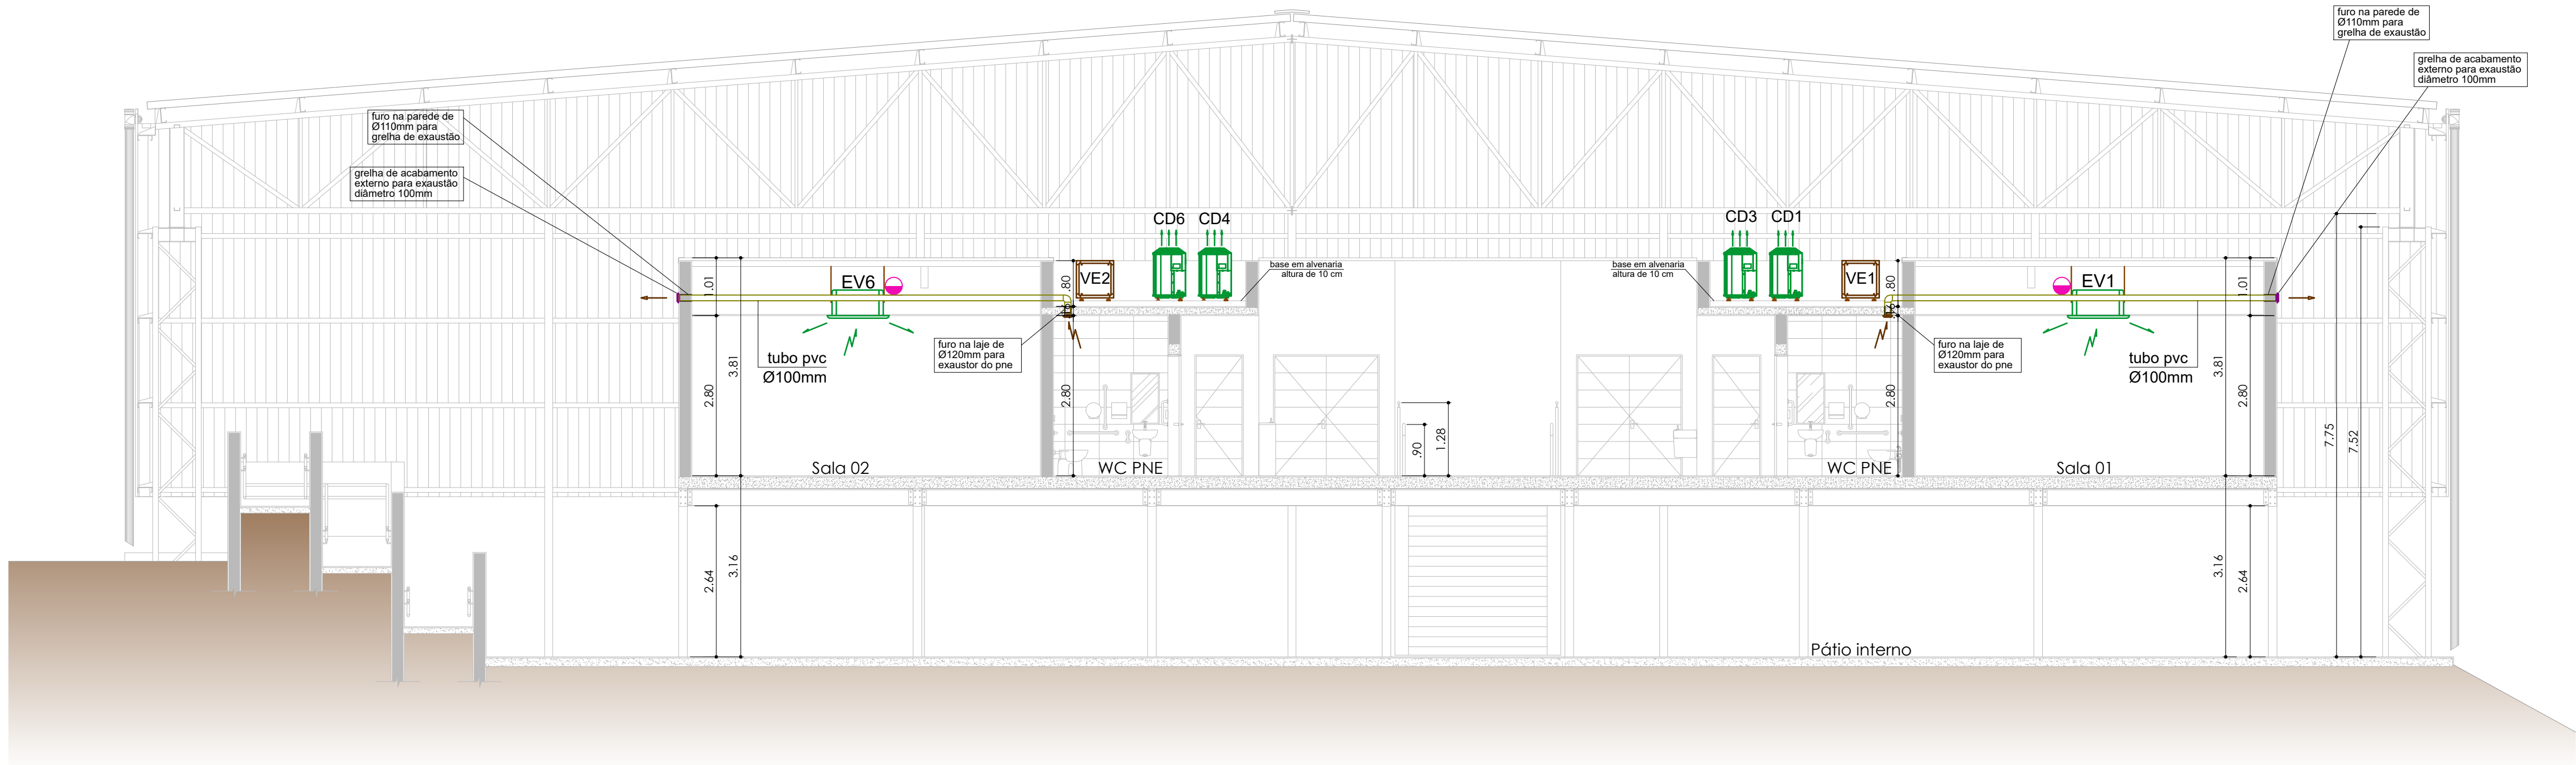 furo na parede de
Ø110mm para
grelha de exaustão
grelha de acabamento
externo para exaustão
diâmetro 100mm
furo na parede de
Ø110mm para
grelha de exaustão
grelha de acabamento
externo para exaustão
diâmetro 100mm
CD6
CD4
CD3
CD1
base em alvenaria
altura de 10 cm
base em alvenaria
altura de 10 cm
EV6
VE2
VE1
EV1
1.01
.80
.80
1.01
tubo pvc
Ø100mm
furo na laje de
Ø120mm para
exaustor do pne
furo na laje de
Ø120mm para
exaustor do pne
tubo pvc
Ø100mm
3.81
2.80
2.80
.90
1.28
2.80
3.81
2.80
7.75
7.52
Sala 02
WC PNE
WC PNE
Sala 01
2.64
3.16
3.16
2.64
Pátio interno